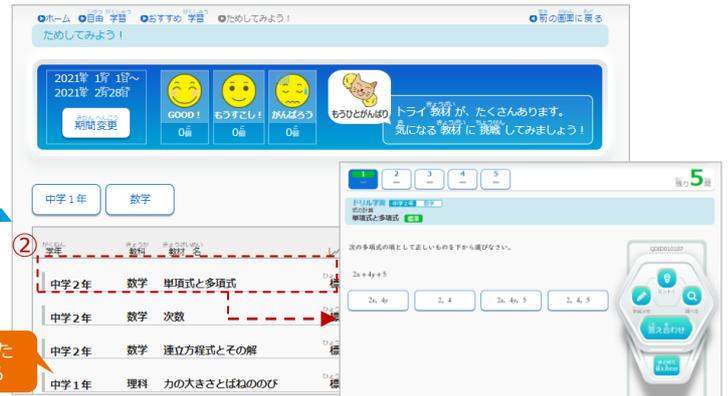 ホーム 自由 学習 おすすめ 学習 ためしてみよう！
前の画面に戻る
ためしてみよう！
2021年 1月 1日～
2021年 2月28日
期間変更
GOOD！ もうすこし！ がんばろう
0個 0個 0個
もうひとがんばり
トライ 教材 が、たくさんあります。
気になる 教材 に 挑戦 してみましょう！
中学1年 数学
②
学年 教科 教材 名
中学2年 数学 単項式と多項式 標
中学2年 数学 次数 標
中学2年 数学 連立方程式とその解 標
中学1年 理科 力の大きさとばねののび 標
た
る
1 2 3 4 5
残り5問
ドリル学習 中学2年 数学
式の計算
単項式と多項式 標準
次の多項式の項として正しいものを下から選びなさい。
2x + 4y + 5
2x, 4y 2, 4 2x, 4y, 5 2, 4, 5
QDID010107
ヒント
答え合わせ